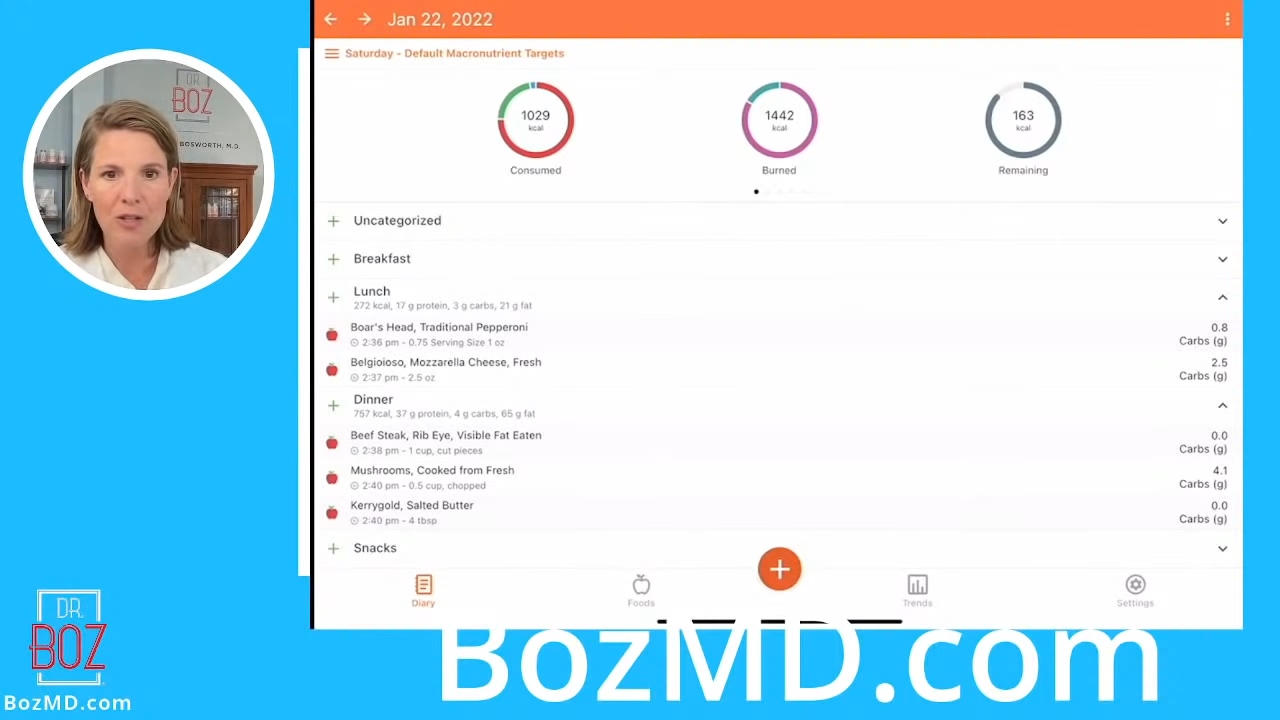 Jan 22, 2022
Saturday - Default Macronutrient Targets
1029
kcal
Consumed
1442
kcal
Burned
163
kcal
Remaining
Uncategorized
Breakfast
Lunch
272 kcal, 17 g protein, 3 g carbs, 21 g fat
Boar's Head, Traditional Pepperoni
2:36 pm - 0.75 Serving Size 1 oz
0.8
Carbs (g)
Belgioioso, Mozzarella Cheese, Fresh
2:37 pm - 2.5 oz
2.5
Carbs (g)
Dinner
757 kcal, 37 g protein, 4 g carbs, 65 g fat
Beef Steak, Rib Eye, Visible Fat Eaten
2:38 pm - 1 cup, cut pieces
0.0
Carbs (g)
Mushrooms, Cooked from Fresh
2:40 pm - 0.5 cup, chopped
4.1
Carbs (g)
Kerrygold, Salted Butter
2:40 pm - 4 tbsp
0.0
Carbs (g)
Snacks
Diary
Foods
Trends
Settings
DR.
BOZ
BOSWORTH, M.D.
DR.
BOZ
BozMD.com
BozMD.com